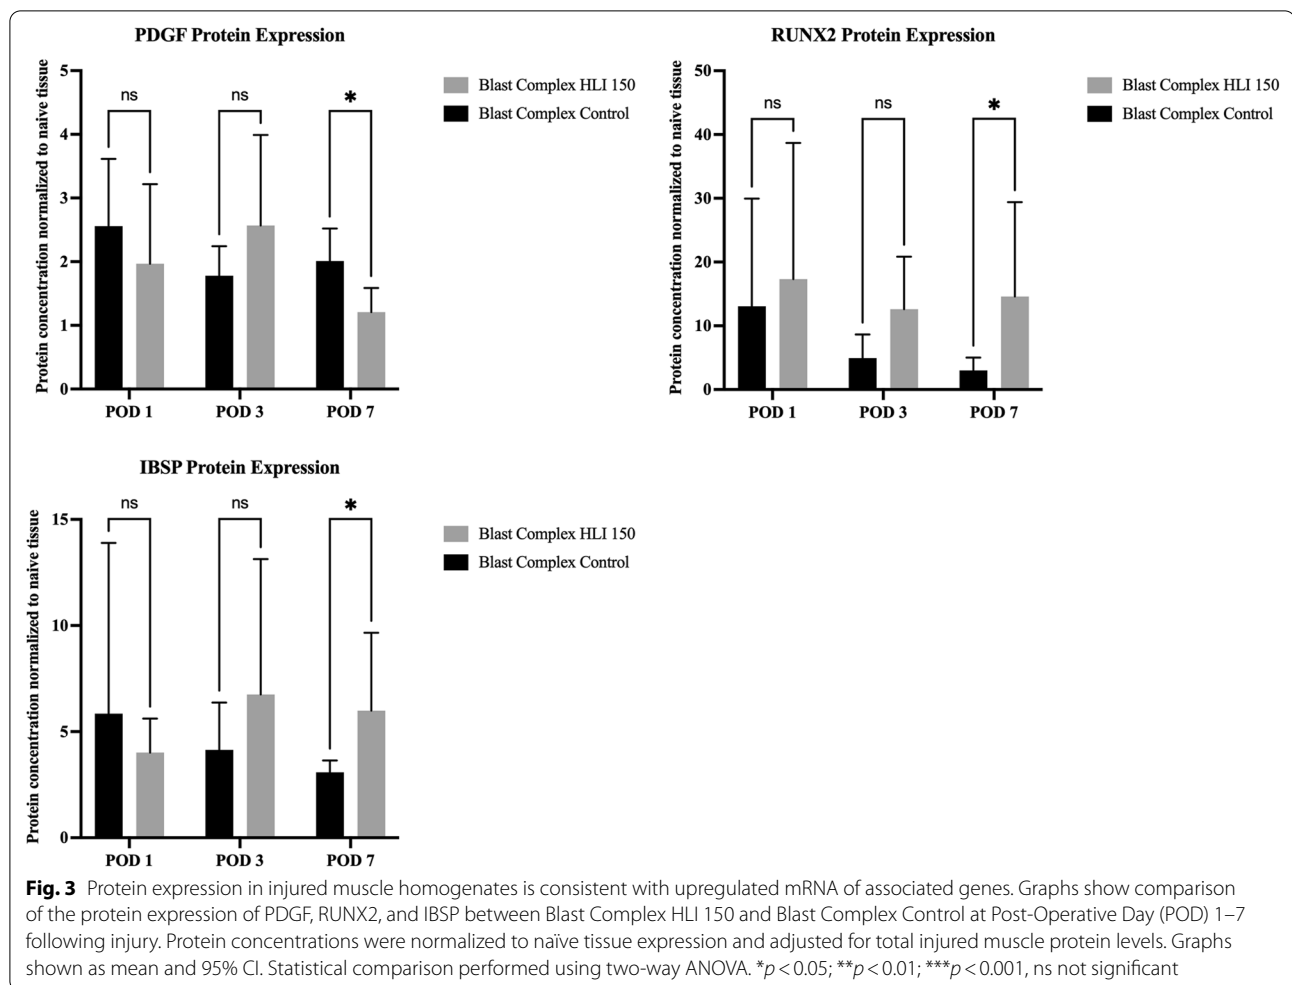 PDGF Protein Expression
Protein concentration normalized to naive tissue
5
4
3
2
1
0
ns
ns
*
POD 1
POD 3
POD 7
Blast Complex HLI 150
Blast Complex Control
RUNX2 Protein Expression
Protein concentration normalized to naive tissue
50
40
30
20
10
0
ns
ns
*
POD 1
POD 3
POD 7
Blast Complex HLI 150
Blast Complex Control
IBSP Protein Expression
Protein concentration normalized to naive tissue
15
10
5
0
ns
ns
*
POD 1
POD 3
POD 7
Blast Complex HLI 150
Blast Complex Control
Fig. 3 Protein expression in injured muscle homogenates is consistent with upregulated mRNA of associated genes. Graphs show comparison
of the protein expression of PDGF, RUNX2, and IBSP between Blast Complex HLI 150 and Blast Complex Control at Post-Operative Day (POD) 1–7
following injury. Protein concentrations were normalized to naïve tissue expression and adjusted for total injured muscle protein levels. Graphs
shown as mean and 95% CI. Statistical comparison performed using two-way ANOVA. *p < 0.05; **p < 0.01; ***p < 0.001, ns not significant